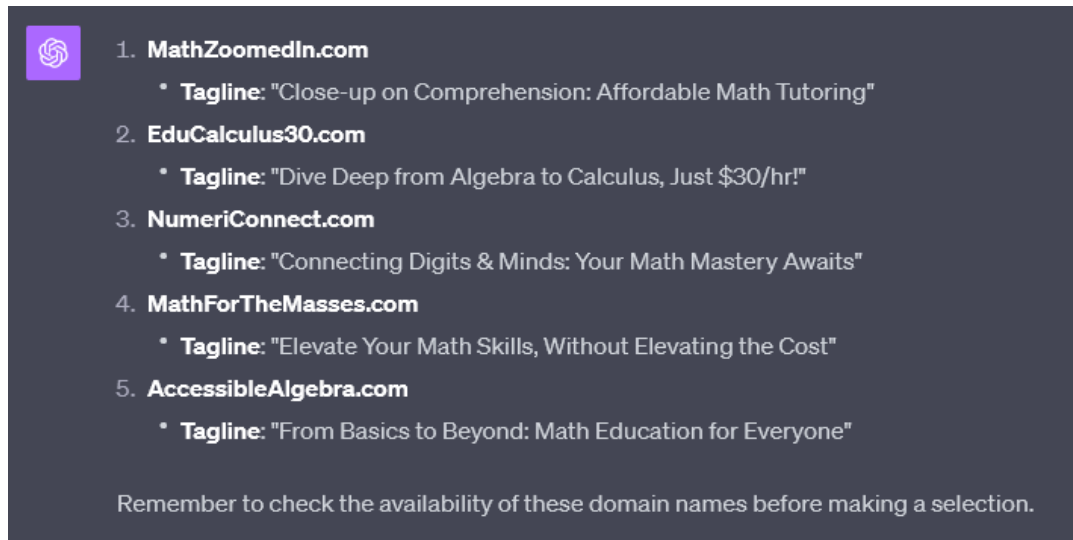 1. MathZoomedIn.com
• Tagline: "Close-up on Comprehension: Affordable Math Tutoring"
2. EduCalculus30.com
• Tagline: "Dive Deep from Algebra to Calculus, Just $30/hr!"
3. NumeriConnect.com
• Tagline: "Connecting Digits & Minds: Your Math Mastery Awaits"
4. MathForTheMasses.com
• Tagline: "Elevate Your Math Skills, Without Elevating the Cost"
5. AccessibleAlgebra.com
• Tagline: "From Basics to Beyond: Math Education for Everyone"
Remember to check the availability of these domain names before making a selection.